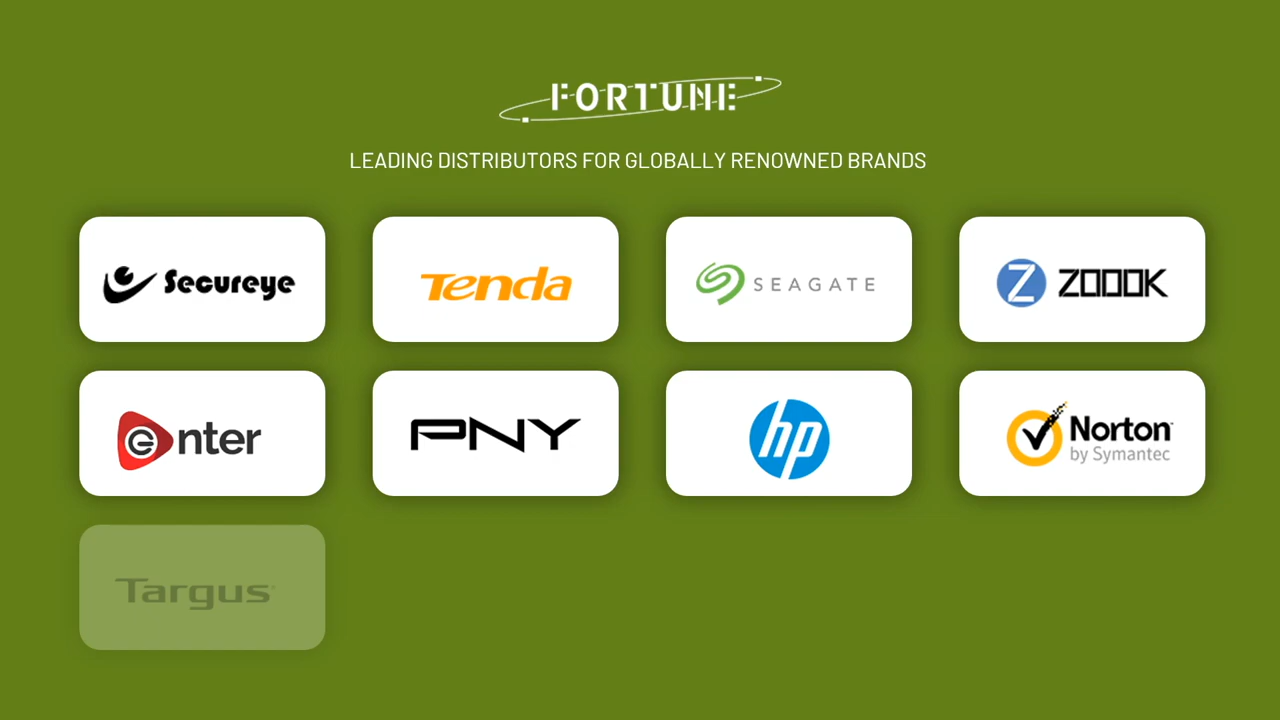 FORTUNE
LEADING DISTRIBUTORS FOR GLOBALLY RENOWNED BRANDS
Secureye
Tenda
SEAGATE
Z ZOOOK
enter
PNY
hp
Norton
by Symantec
Targus